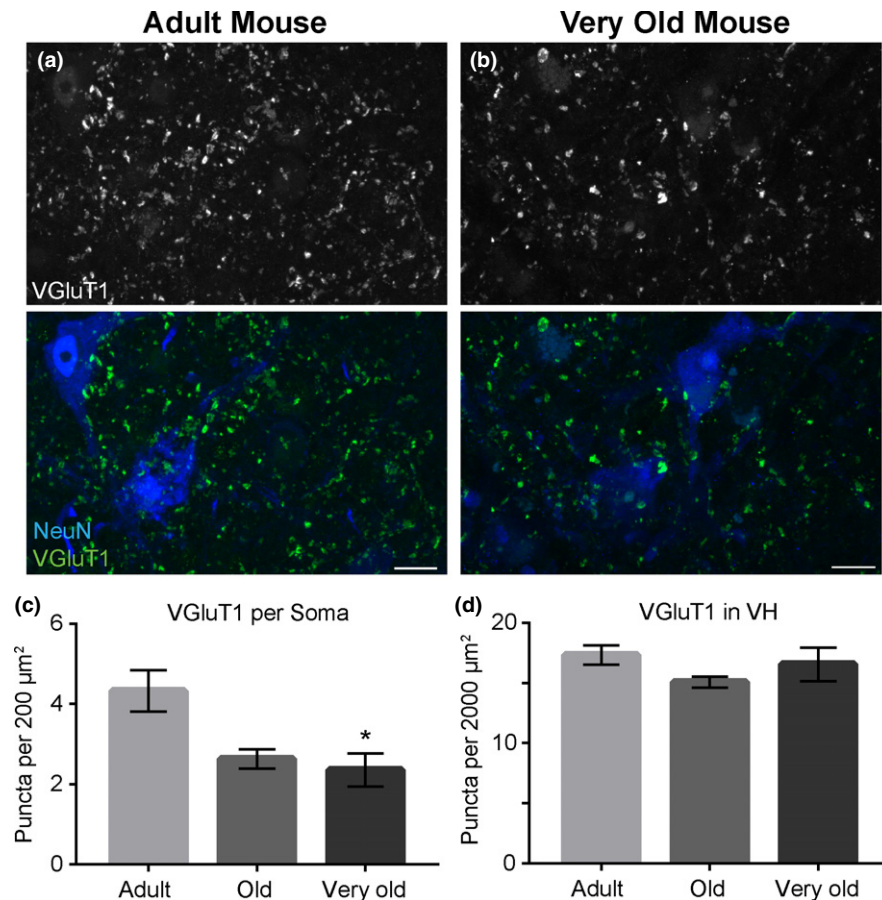 Adult Mouse
Very Old Mouse
(a)
(b)
VGluT1
NeuN
VGluT1
(c)
VGluT1 per Soma
Puncta per 200 µm²
6
4
2
0
*
Adult
Old
Very old
(d)
VGluT1 in VH
Puncta per 2000 µm²
20
10
0
Adult
Old
Very old